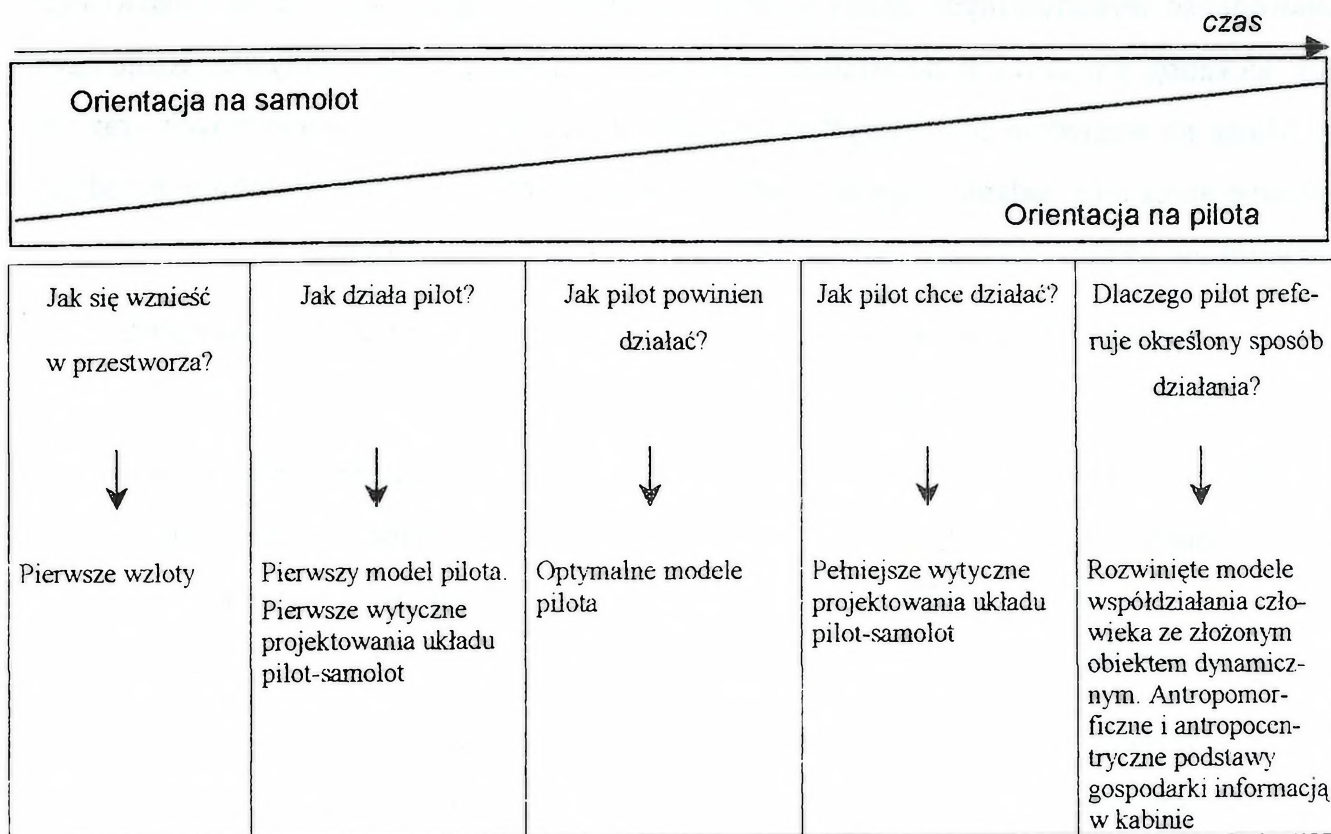 czas
Orientacja na samolot
Orientacja na pilota
Jak się wznieść
w przestworza?
Pierwsze wzloty
Jak działa pilot?
Pierwszy model pilota.
Pierwsze wytyczne
projektowania układu
pilot-samolot
Jak pilot powinien
działać?
Optymalne modele
pilota
Jak pilot chce działać?
Pełniejsze wytyczne
projektowania układu
pilot-samolot
Dlaczego pilot prefe-
ruje określony sposób
działania?
Rozwinięte modele
współdziałania czło-
wieka ze złożonym
obiektem dynamicz-
nym. Antropomor-
ficzne i antropocen-
tryczne podstawy
gospodarki informacją
w kabinie